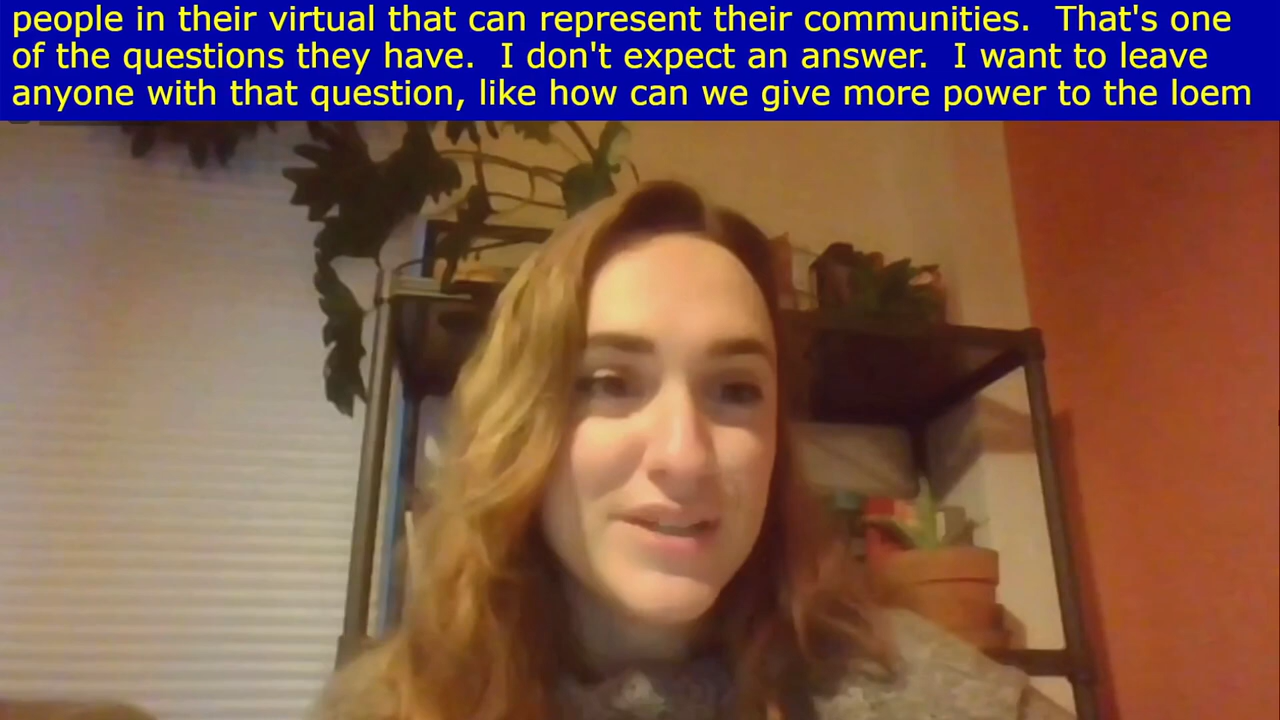 people in their virtual that can represent their communities.  That's one
of the questions they have.  I don't expect an answer.  I want to leave
anyone with that question, like how can we give more power to the loem